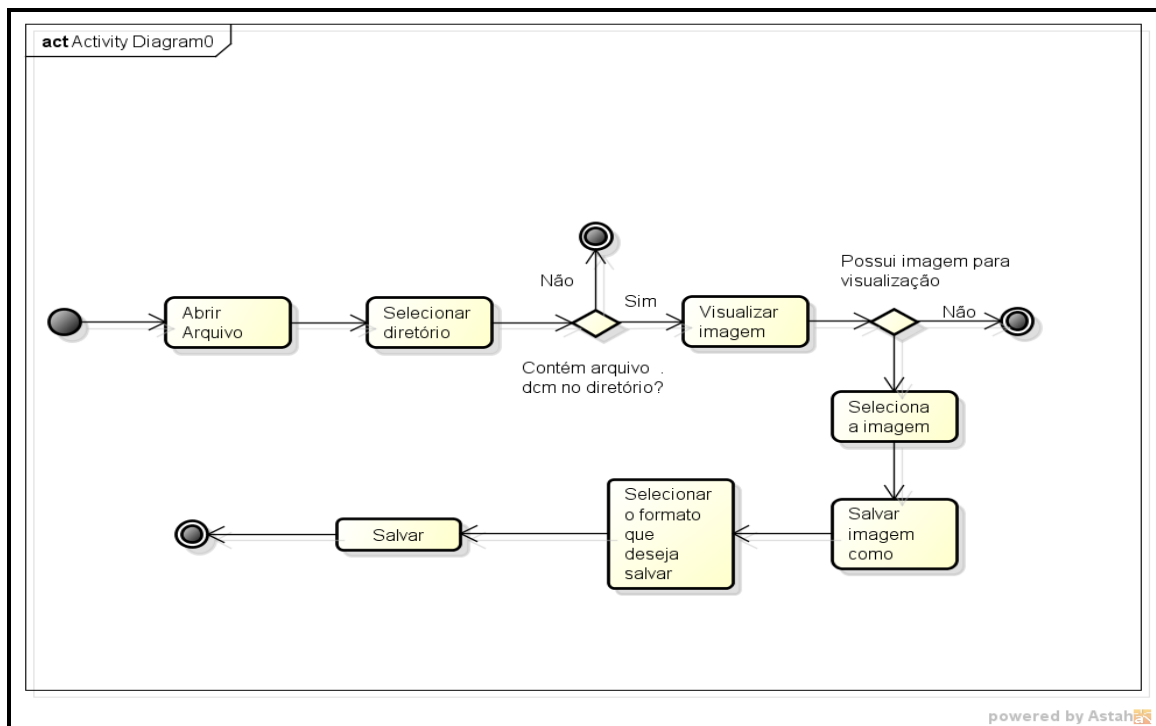 act Activity Diagram0
Abrir
Arquivo
Selecionar
diretório
Não
Contém arquivo .
dcm no diretório?
Sim
Visualizar
imagem
Possui imagem para
visualização
Não
Seleciona
a imagem
Salvar
imagem
como
Selecionar
o formato
que
deseja
salvar
Salvar
powered by Astah